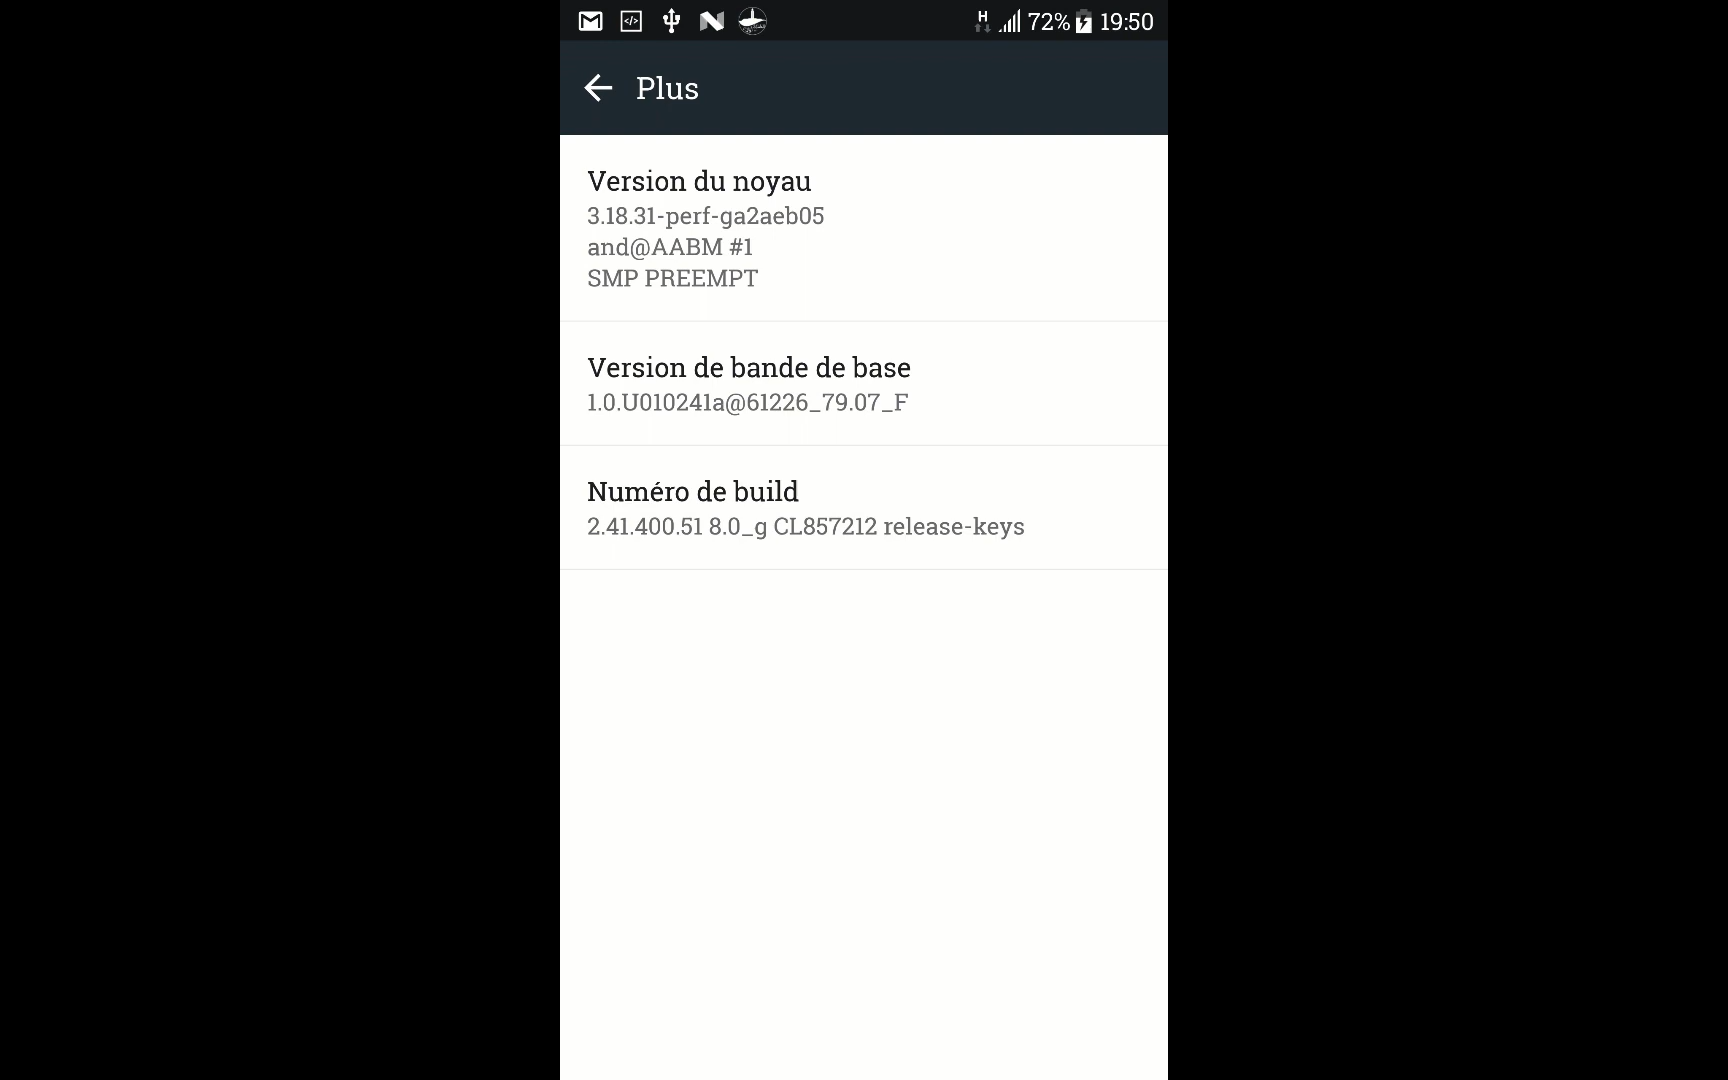 H 72% 19:50
Plus
Version du noyau
3.18.31-perf-ga2aeb05
and@AABM #1
SMP PREEMPT
Version de bande de base
1.0.U010241a@61226_79.07_F
Numéro de build
2.41.400.51 8.0_g CL857212 release-keys